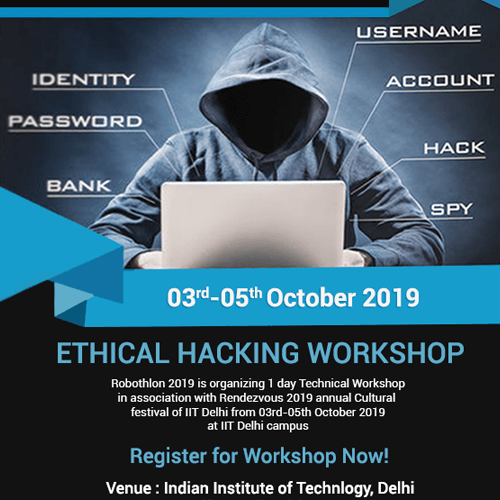 USERNAME
IDENTITY
ACCOUNT
PASSWORD
HACK
BANK
SPY
03rd-05th October 2019
ETHICAL HACKING WORKSHOP
Robothlon 2019 is organizing 1 day Technical Workshop
in association with Rendezvous 2019 annual Cultural
festival of IIT Delhi from 03rd-05th October 2019
at IIT Delhi campus
Register for Workshop Now!
Venue : Indian Institute of Technlogy, Delhi